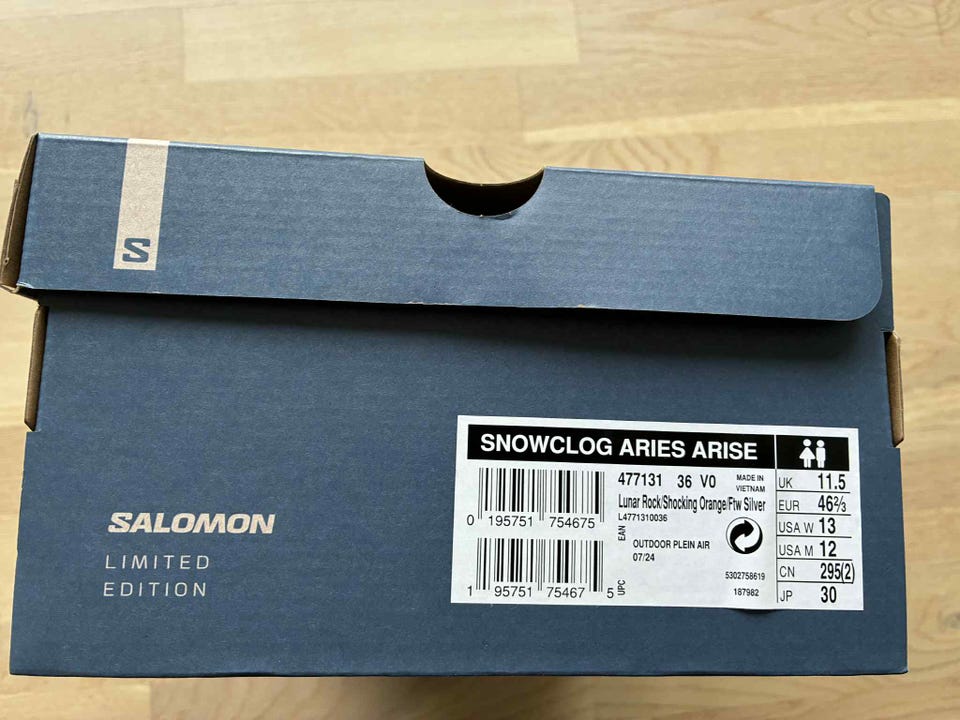 S
SALOMON
LIMITED
EDITION
SNOWCLOG ARIES ARISE
477131 36 V0
MADE IN
VIETNAM
Lunar Rock/Shocking Orange/Ftw Silver
L4771310036
0 195751 754675
EAN
OUTDOOR PLEIN AIR
07/24
5302758619
187982
1 95751 75467 5
UPC
UK 11.5
EUR 46⅔
USA W 13
USA M 12
CN 295(2)
JP 30